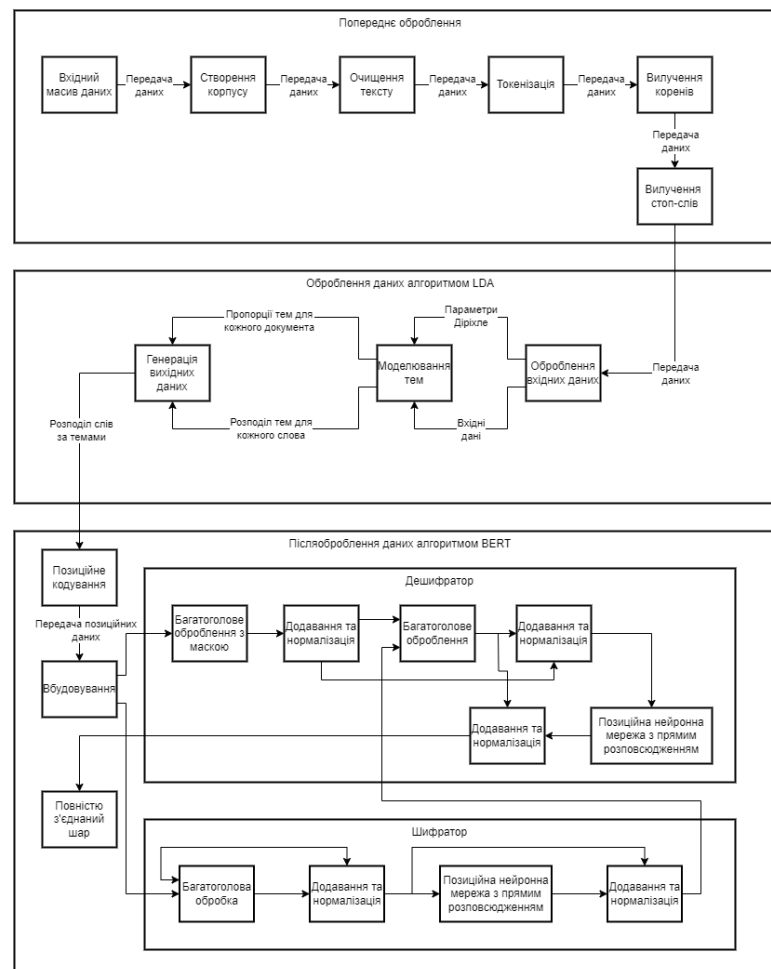 Попереднє оброблення
Вхідний
масив даних
Передача
даних
Створення
корпусу
Передача
даних
Очищення
тексту
Передача
даних
Токенізація
Передача
даних
Вилучення
коренів
Передача
даних
Вилучення
стоп-слів
Оброблення даних алгоритмом LDA
Пропорції тем для
кожного документа
Параметри
Діріхле
Генерація
вихідних
даних
Моделювання
тем
Оброблення
вхідних даних
Передача
даних
Розподіл слів
за темами
Розподіл тем для
кожного слова
Вхідні
дані
Післяоброблення даних алгоритмом BERT
Позиційне
кодування
Передача позиційних
даних
Вбудовування
Дешифратор
Багатоголове
оброблення з
маскою
Додавання та
нормалізація
Багатоголове
оброблення
Додавання та
нормалізація
Додавання та
нормалізація
Позиційна нейронна
мережа з прямим
розповсюдженням
Повністю
з'єднаний
шар
Шифратор
Багатоголова
обробка
Додавання та
нормалізація
Позиційна нейронна
мережа з прямим
розповсюдженням
Додавання та
нормалізація